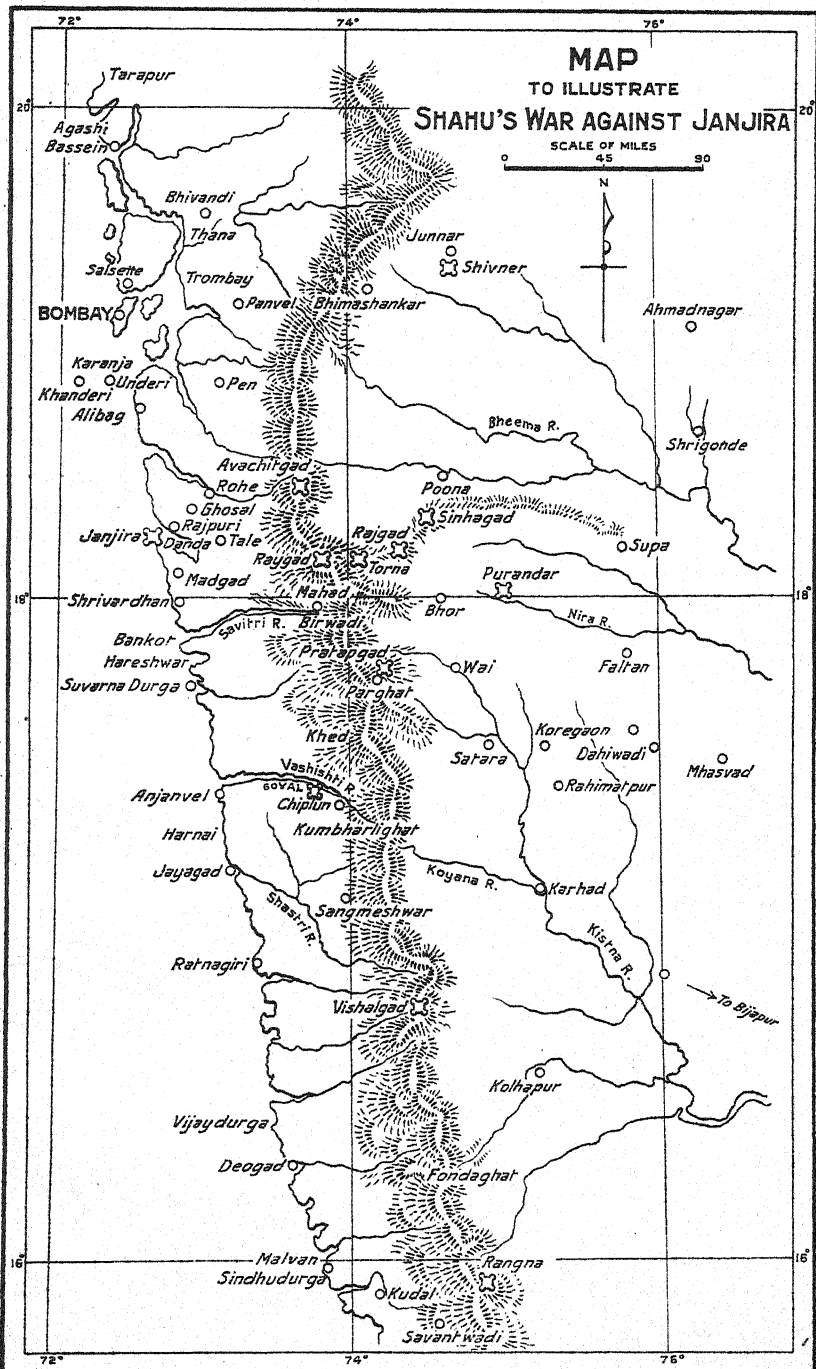 72°
74°
76°
MAP
TO ILLUSTRATE
SHAHU'S WAR AGAINST JANJIRA
SCALE OF MILES
0 45 90
N
20°
20°
Tarapur
Agashi
Bassein
Bhivandi
Thana
Junnar
Shivner
Salsette
Trombay
Panvel
Bhimashankar
BOMBAY
Ahmadnagar
Karanja
Khanderi
Underi
Pen
Alibag
Bheema R.
Shrigonde
Avachitgad
Rohe
Poona
Ghosal
Sinhagad
Rajpuri
Janjira
Danda
Tale
Rajgad
Supa
Raygad
Torna
Madgad
Purandar
Shrivardhan
Mahad
18°
18°
Savitri R.
Birwadi
Bhor
Nira R.
Bankot
Hareshwar
Pratapgad
Wai
Faltan
Suvarna Durga
Parghat
Khed
Koregaon
Satara
Dahiwadi
Mhasvad
Vashishti R.
GOVAL
Rahimatpur
Anjanvel
Chiplun
Kumbharlighat
Harnai
Jayagad
Koyana R.
Karhad
Shastri R.
Sangmeshwar
Kistna R.
Ratnagiri
Vishalgad
To Bijapur
Kolhapur
Vijaydurga
Deogad
Fondaghat
16°
16°
Malvan
Sindhudurga
Rangna
Kudal
Savantwadi
72°
74°
76°